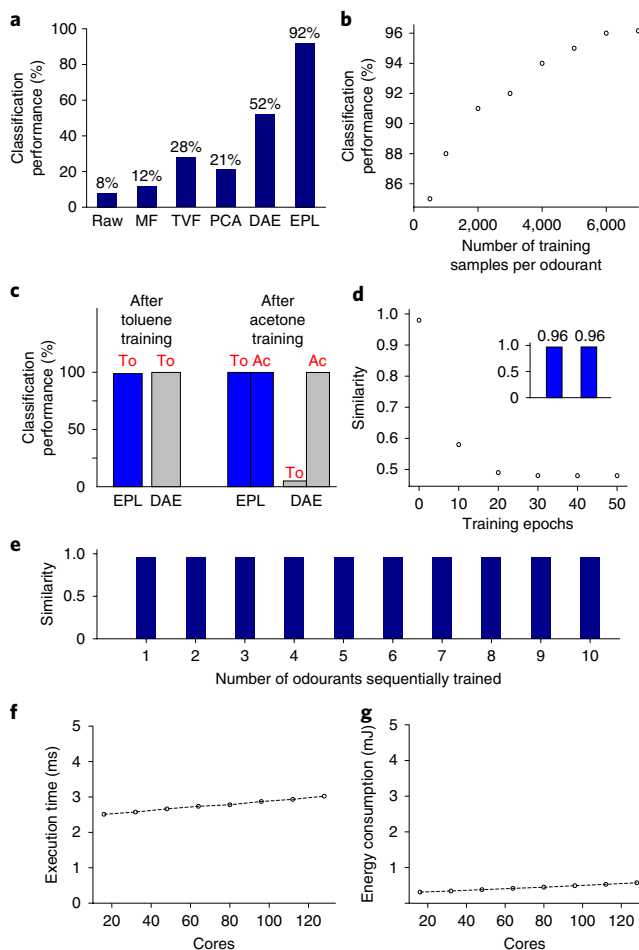 a
Classification
performance (%)
100
80
60
40
20
0
8%
12%
28%
21%
52%
92%
Raw MF TVF PCA DAE EPL
b
Classification
performance (%)
96
94
92
90
88
86
2,000 4,000 6,000
Number of training
samples per odourant
c
After
toluene
training
After
acetone
training
Classification
performance (%)
100
50
0
To To
To Ac
To
Ac
EPL DAE
EPL DAE
d
Similarity
1.0
0.9
0.8
0.7
0.6
0.5
0 10 20 30 40 50
Training epochs
1.0
0.5
0
0.96 0.96
e
Similarity
1.0
0.5
0
1 2 3 4 5 6 7 8 9 10
Number of odourants sequentially trained
f
Execution time (ms)
5
4
3
2
1
0
20 40 60 80 100 120
Cores
g
Energy consumption (mJ)
5
4
3
2
1
20 40 60 80 100 120
Cores